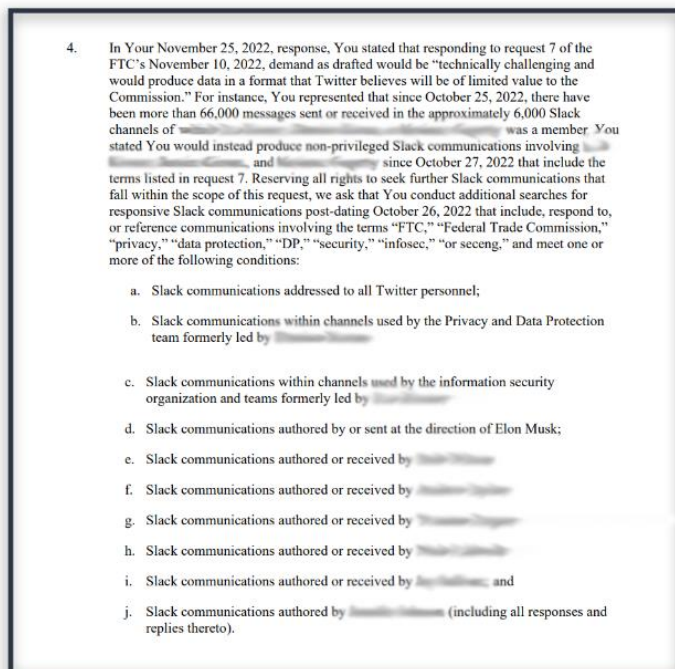 4. In Your November 25, 2022, response, You stated that responding to request 7 of the
FTC's November 10, 2022, demand as drafted would be "technically challenging and
would produce data in a format that Twitter believes will be of limited value to the
Commission." For instance, You represented that since October 25, 2022, there have
been more than 66,000 messages sent or received in the approximately 6,000 Slack
channels of was a member. You
stated You would instead produce non-privileged Slack communications involving
and since October 27, 2022 that include the
terms listed in request 7. Reserving all rights to seek further Slack communications that
fall within the scope of this request, we ask that You conduct additional searches for
responsive Slack communications post-dating October 26, 2022 that include, respond to,
or reference communications involving the terms "FTC," "Federal Trade Commission,"
"privacy," "data protection," "DP," "security," "infosec," "or seceng," and meet one or
more of the following conditions:
a. Slack communications addressed to all Twitter personnel;
b. Slack communications within channels used by the Privacy and Data Protection
team formerly led by
c. Slack communications within channels used by the information security
organization and teams formerly led by
d. Slack communications authored by or sent at the direction of Elon Musk;
e. Slack communications authored or received by
f. Slack communications authored or received by
g. Slack communications authored or received by
h. Slack communications authored or received by
i. Slack communications authored or received by and
j. Slack communications authored by (including all responses and
replies thereto).